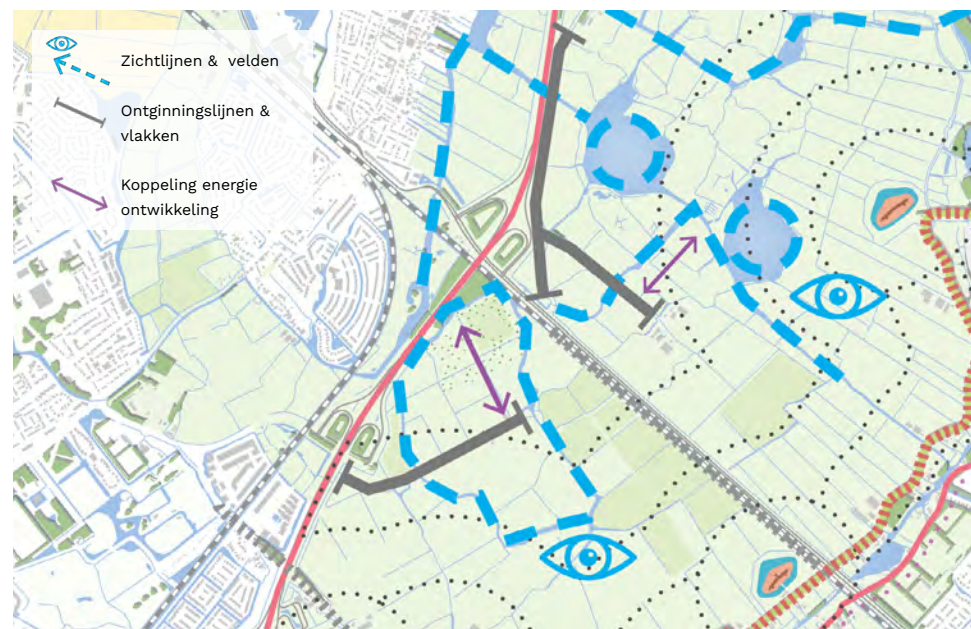 Zichtlijnen & velden
Ontginningslijnen &
vlakken
Koppeling energie
ontwikkeling